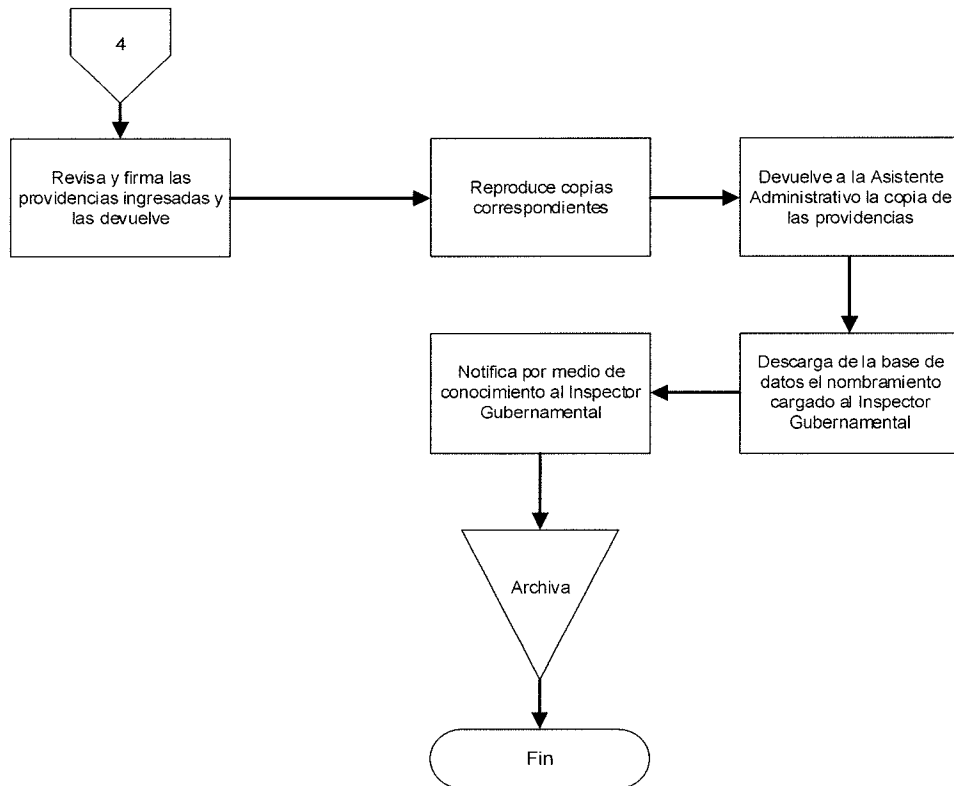 4
Revisa y firma las
providencias ingresadas y
las devuelve
Reproduce copias
correspondientes
Devuelve a la Asistente
Administrativo la copia de
las providencias
Descarga de la base de
datos el nombramiento
cargado al Inspector
Gubernamental
Notifica por medio de
conocimiento al Inspector
Gubernamental
Archiva
Fin